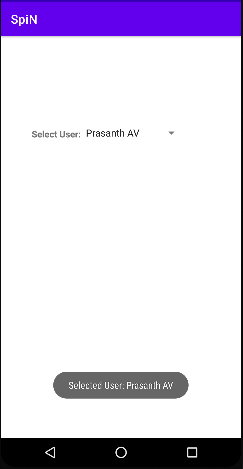 SpiN
Select User: Prasanth AV
Selected User: Prasanth AV